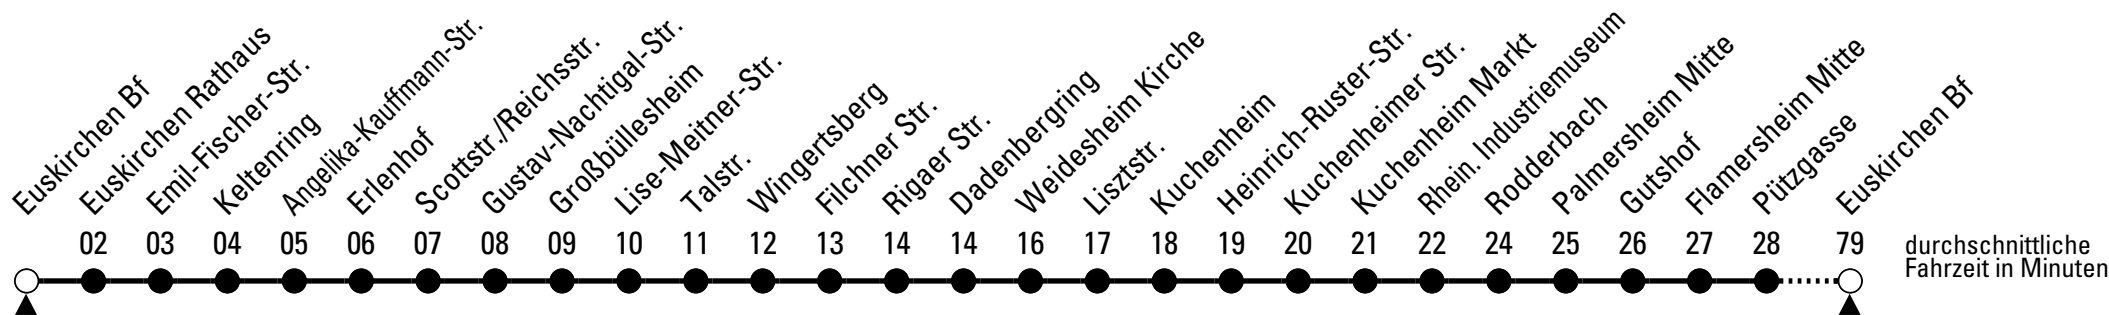 Euskirchen Bf
Euskirchen Rathaus
Emil-Fischer-Str.
Keltenring
Angelika-Kauffmann-Str.
Erlenhof
Scottstr./Reichsstr.
Gustav-Nachtigal-Str.
Großbüllesheim
Lise-Meitner-Str.
Talstr.
Wingertsberg
Filchner Str.
Rigaer Str.
Dadenbergring
Weidesheim Kirche
Lisztstr.
Kuchenheim
Heinrich-Ruster-Str.
Kuchenheimer Str.
Kuchenheim Markt
Rhein. Industriemuseum
Rodderbach
Palmersheim Mitte
Gutshof
Flamersheim Mitte
Pützgasse
Euskirchen Bf
02 03 04 05 06 07 08 09 10 11 12 13 14 14 16 17 18 19 20 21 22 24 25 26 27 28 79
durchschnittliche
Fahrzeit in Minuten